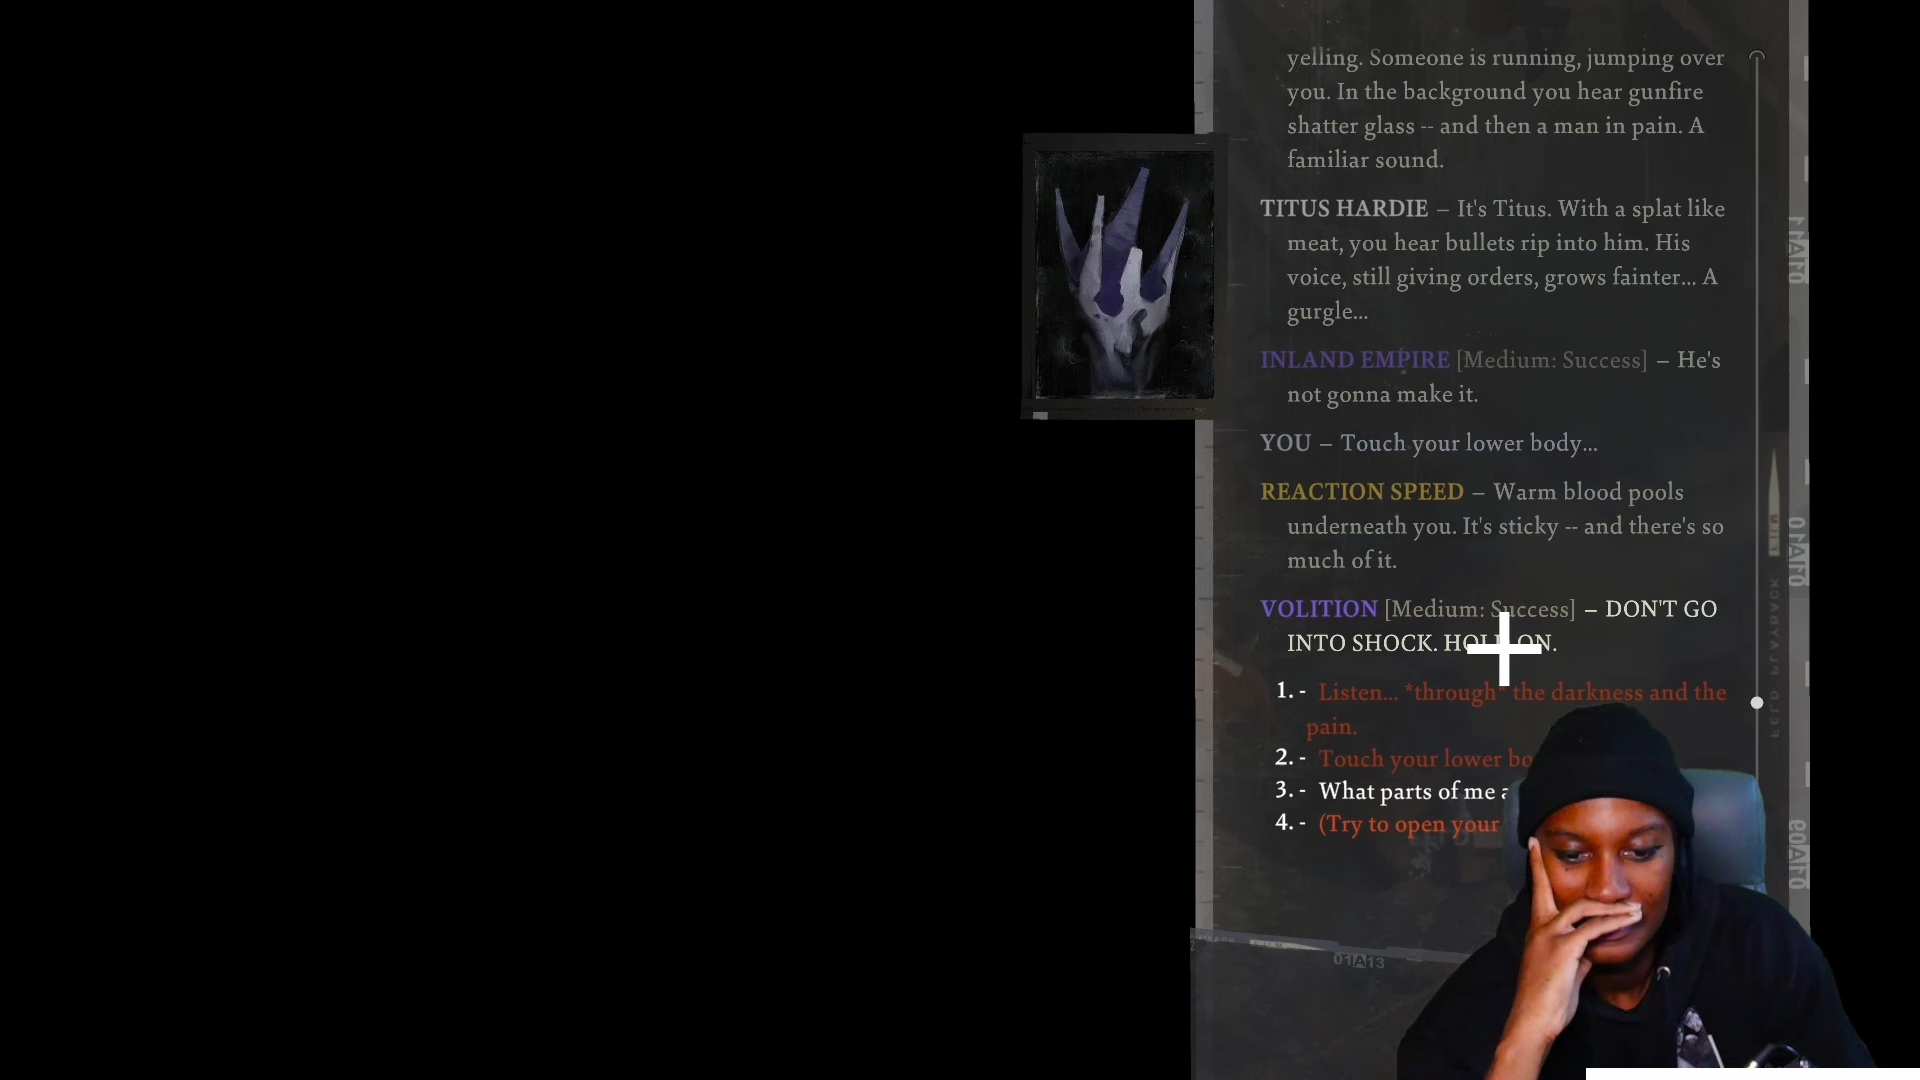 yelling. Someone is running, jumping over
you. In the background you hear gunfire
shatter glass -- and then a man in pain. A
familiar sound.
TITUS HARDIE – It's Titus. With a splat like
meat, you hear bullets rip into him. His
voice, still giving orders, grows fainter... A
gurgle...
INLAND EMPIRE [Medium: Success] – He's
not gonna make it.
YOU – Touch your lower body...
REACTION SPEED – Warm blood pools
underneath you. It's sticky -- and there's so
much of it.
VOLITION [Medium: Success] – DON'T GO
INTO SHOCK. HOLD ON.
1. - Listen... *through* the darkness and the
pain.
2. - Touch your lower
3. - What parts of me
4. - (Try to open your
01A13